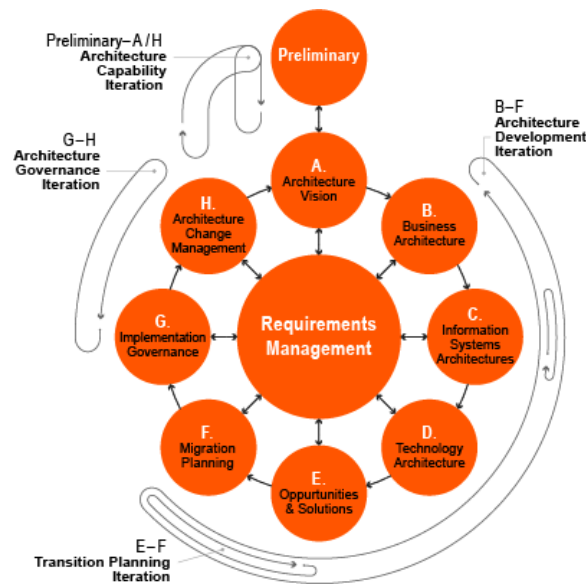 Preliminary–A/H
Architecture
Capability
Iteration
Preliminary
B–F
Architecture
Development
Iteration
G–H
Architecture
Governance
Iteration
A.
Architecture
Vision
H.
Architecture
Change
Management
B.
Business
Architecture
G.
Implementation
Governance
Requirements
Management
C.
Information
Systems
Architectures
F.
Migration
Planning
D.
Technology
Architecture
E.
Oppurtunities
& Solutions
E–F
Transition Planning
Iteration